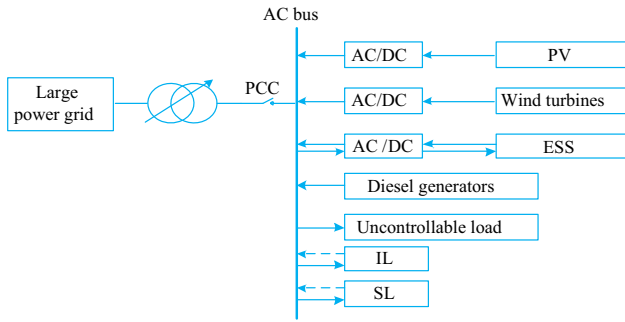 AC bus
AC/DC
PV
Large
power grid
PCC
AC/DC
Wind turbines
AC /DC
ESS
Diesel generators
Uncontrollable load
IL
SL